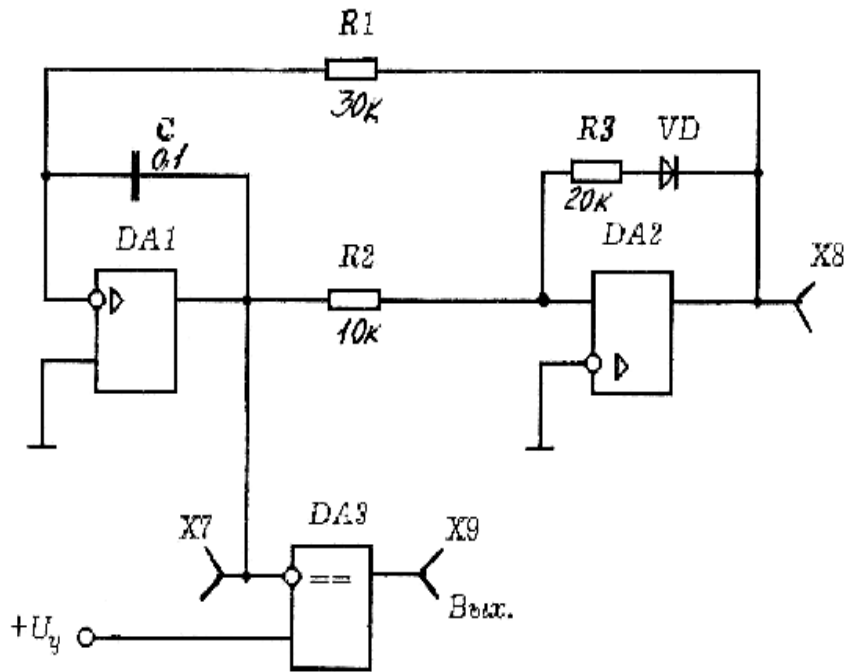 R1
30к
C
0,1
R3
VD
20к
DA1
R2
10к
DA2
X8
X7
DA3
X9
==
Вых.
+Uу